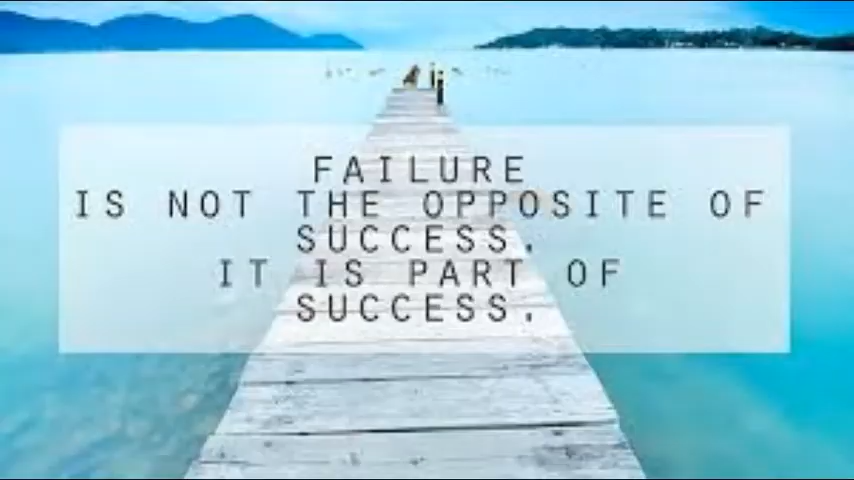 FAILURE
IS NOT THE OPPOSITE OF
SUCCESS.
IT IS PART OF
SUCCESS.